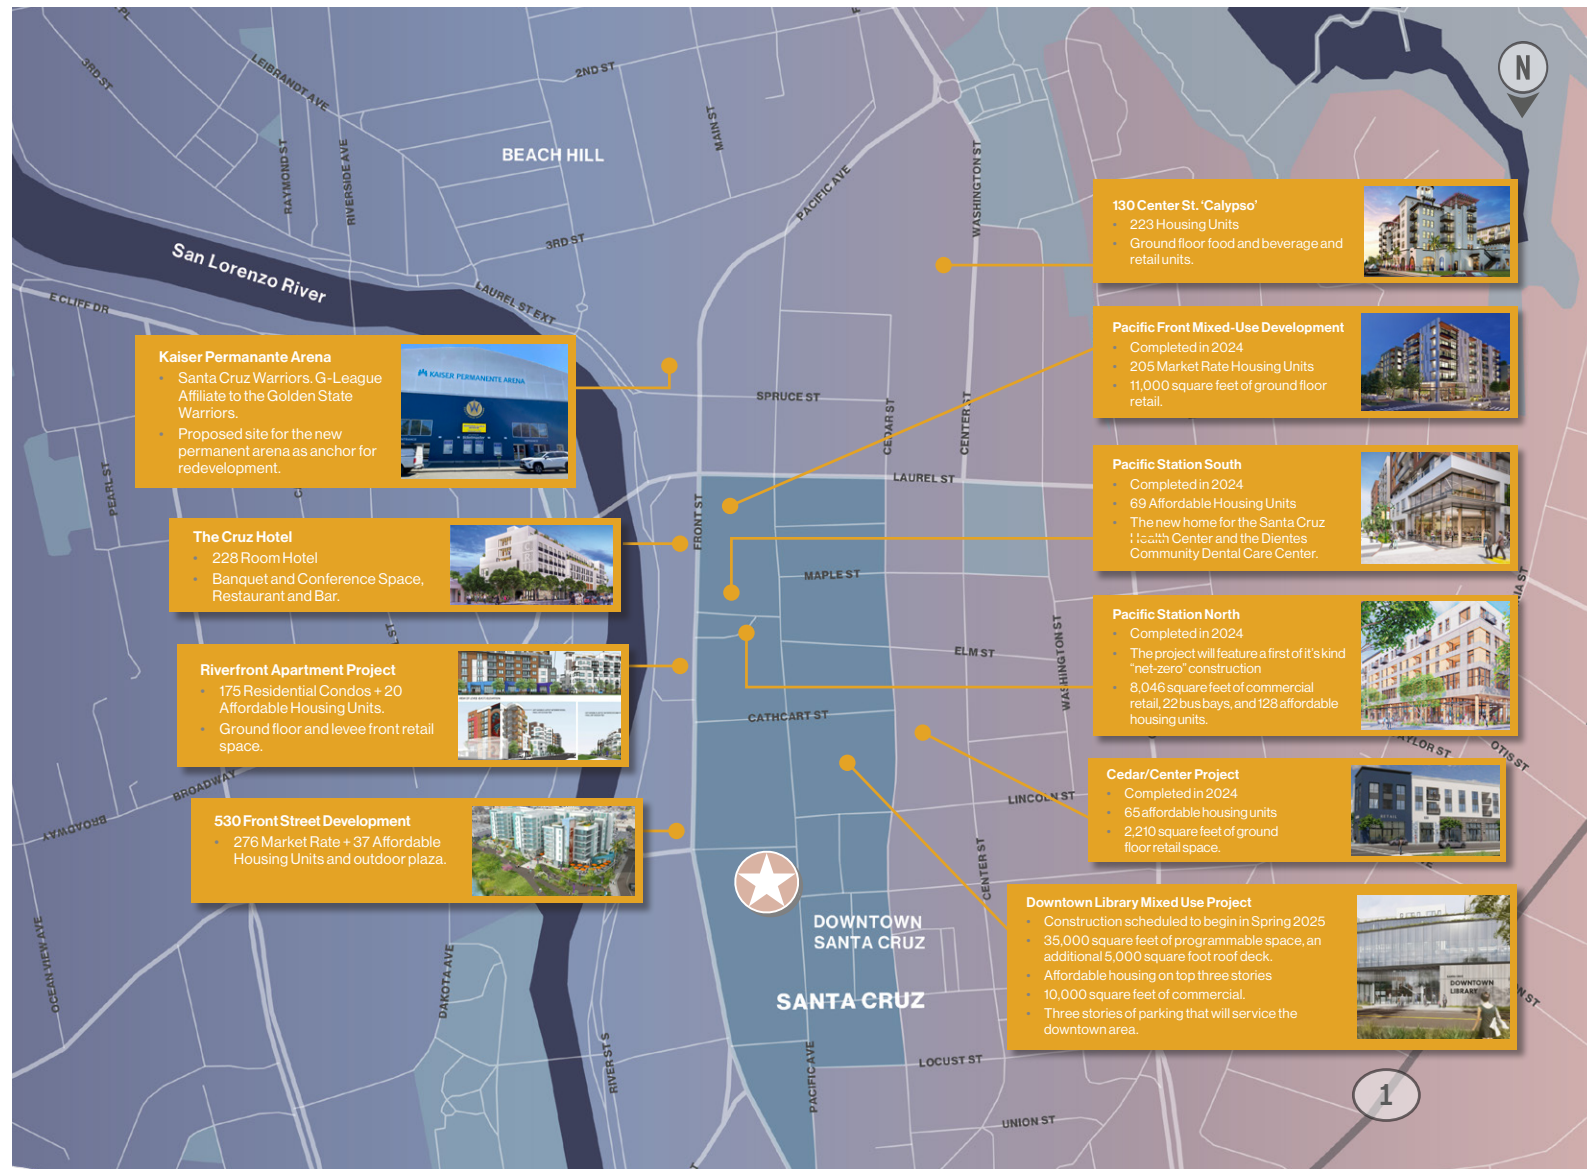 3RD ST
LEIBRANDT AVE
2ND ST
MAIN ST
RAYMOND ST
RIVERSIDE AVE
BEACH HILL
PACIFIC AVE
WASHINGTON ST
N
3RD ST
San Lorenzo River
E CLIFF DR
LAUREL ST EXT
130 Center St. ‘Calypso’
• 223 Housing Units
• Ground floor food and beverage and
retail units.
Kaiser Permanante Arena
• Santa Cruz Warriors. G-League
Affiliate to the Golden State
Warriors.
• Proposed site for the new
permanent arena as anchor for
redevelopment.
KAISER PERMANENTE ARENA
Pacific Front Mixed-Use Development
• Completed in 2024
• 205 Market Rate Housing Units
• 11,000 square feet of ground floor
retail.
SPRUCE ST
CEDAR ST
CENTER ST
LAUREL ST
PEARL ST
FRONT ST
Pacific Station South
• Completed in 2024
• 69 Affordable Housing Units
• The new home for the Santa Cruz
Health Center and the Dientes
Community Dental Care Center.
The Cruz Hotel
• 228 Room Hotel
• Banquet and Conference Space,
Restaurant and Bar.
MAPLE ST
ELM ST
WASHINGTON ST
Pacific Station North
• Completed in 2024
• The project will feature a first of it’s kind
“net-zero” construction
• 8,046 square feet of commercial
retail, 22 bus bays, and 128 affordable
housing units.
Riverfront Apartment Project
• 175 Residential Condos + 20
Affordable Housing Units.
• Ground floor and levee front retail
space.
CATHCART ST
OTIS ST
BROADWAY
BROADWAY
LINCOLN ST
Cedar/Center Project
• Completed in 2024
• 65 affordable housing units
• 2,210 square feet of ground
floor retail space.
RETAIL
530 Front Street Development
• 276 Market Rate + 37 Affordable
Housing Units and outdoor plaza.
CENTER ST
DOWNTOWN
SANTA CRUZ
SANTA CRUZ
Downtown Library Mixed Use Project
• Construction scheduled to begin in Spring 2025
• 35,000 square feet of programmable space, an
additional 5,000 square foot roof deck.
• Affordable housing on top three stories
• 10,000 square feet of commercial.
• Three stories of parking that will service the
downtown area.
DOWNTOWN
LIBRARY
OCEAN VIEW AVE
DAKOTA AVE
RIVER ST S
PACIFIC AVE
LOCUST ST
UNION ST
1